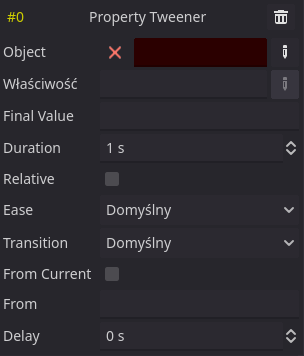 #0 Property Tweener
Object
Właściwość
Final Value
Duration 1 s
Relative
Ease Domyślny
Transition Domyślny
From Current
From
Delay 0 s